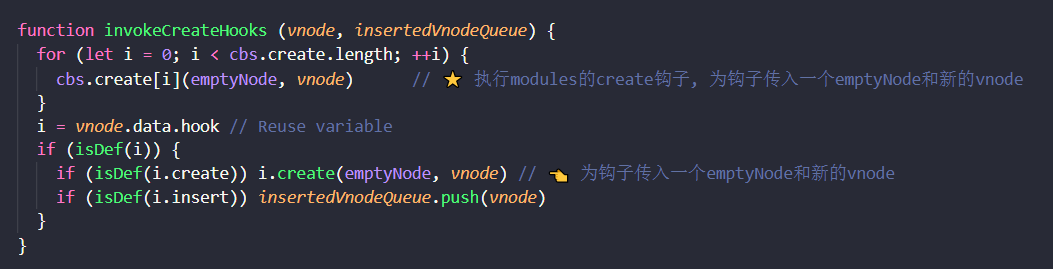 function invokeCreateHooks (vnode, insertedVnodeQueue) {
  for (let i = 0; i < cbs.create.length; ++i) {
    cbs.create[i](emptyNode, vnode)      // ⭐ 执行modules的create钩子, 为钩子传入一个emptyNode和新的vnode
  }
  i = vnode.data.hook // Reuse variable
  if (isDef(i)) {
    if (isDef(i.create)) i.create(emptyNode, vnode) // 👈 为钩子传入一个emptyNode和新的vnode
    if (isDef(i.insert)) insertedVnodeQueue.push(vnode)
  }
}